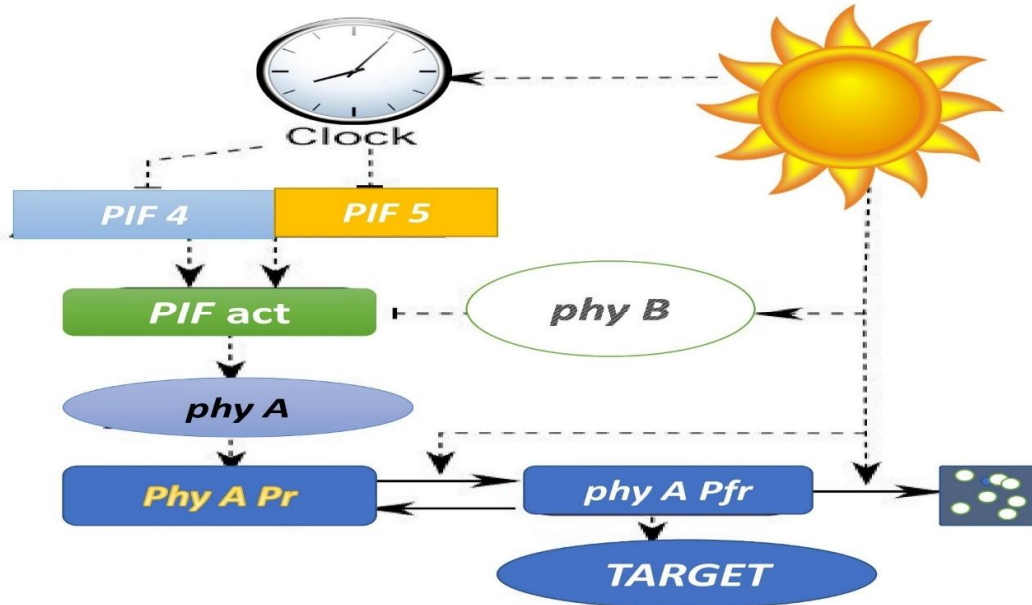 Clock
PIF 4
PIF 5
PIF act
phy B
phy A
Phy A Pr
phy A Pfr
TARGET